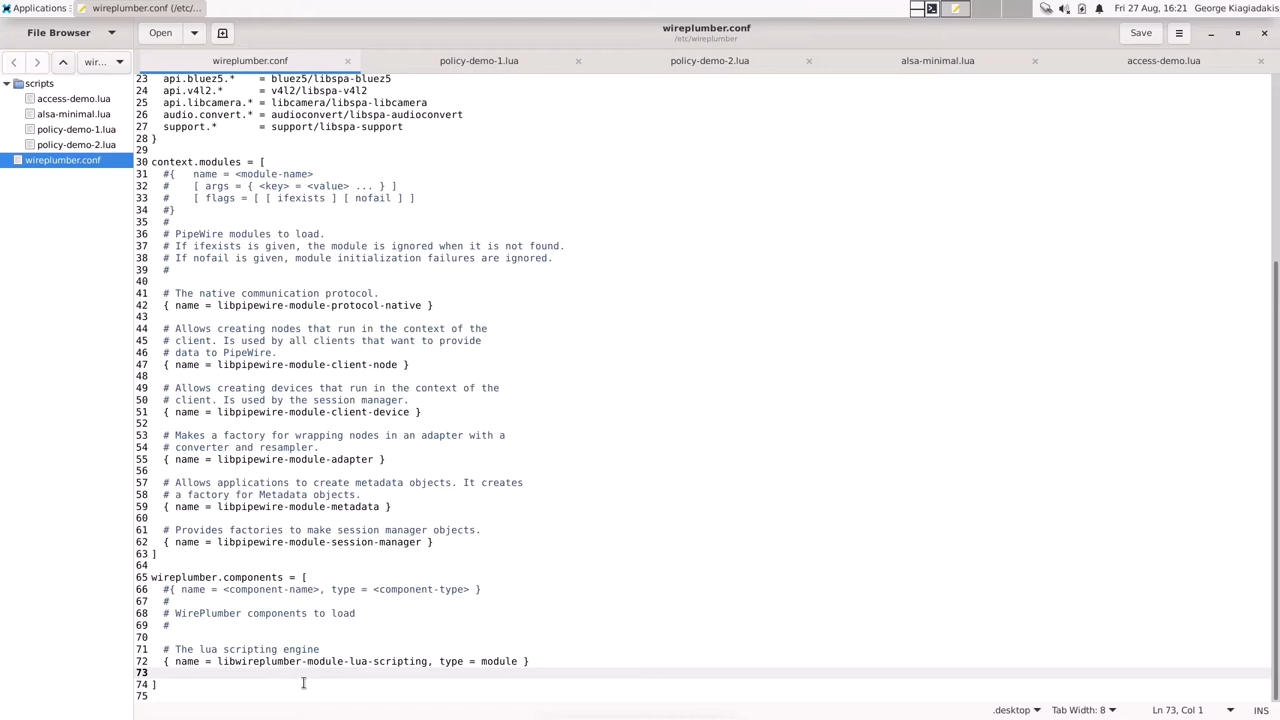 Applications
wireplumber.conf (/etc/...
Fri 27 Aug, 16:21
George Kiagiadakis
File Browser
Open
wireplumber.conf
/etc/wireplumber
Save
wir...
wireplumber.conf
policy-demo-1.lua
policy-demo-2.lua
alsa-minimal.lua
access-demo.lua
scripts
access-demo.lua
alsa-minimal.lua
policy-demo-1.lua
policy-demo-2.lua
wireplumber.conf
23 api.bluez5.* = bluez5/libspa-bluez5
24 api.v4l2.* = v4l2/libspa-v4l2
25 api.libcamera.* = libcamera/libspa-libcamera
26 audio.convert.* = audioconvert/libspa-audioconvert
27 support.* = support/libspa-support
28 }
29
30 context.modules = [
31 #{ name = <module-name>
32 # [ args = { <key> = <value> ... } ]
33 # [ flags = [ [ ifexists ] [ nofail ] ]
34 #}
35 #
36 # PipeWire modules to load.
37 # If ifexists is given, the module is ignored when it is not found.
38 # If nofail is given, module initialization failures are ignored.
39 #
40
41 # The native communication protocol.
42 { name = libpipewire-module-protocol-native }
43
44 # Allows creating nodes that run in the context of the
45 # client. Is used by all clients that want to provide
46 # data to PipeWire.
47 { name = libpipewire-module-client-node }
48
49 # Allows creating devices that run in the context of the
50 # client. Is used by the session manager.
51 { name = libpipewire-module-client-device }
52
53 # Makes a factory for wrapping nodes in an adapter with a
54 # converter and resampler.
55 { name = libpipewire-module-adapter }
56
57 # Allows applications to create metadata objects. It creates
58 # a factory for Metadata objects.
59 { name = libpipewire-module-metadata }
60
61 # Provides factories to make session manager objects.
62 { name = libpipewire-module-session-manager }
63 ]
64
65 wireplumber.components = [
66 #{ name = <component-name>, type = <component-type> }
67 #
68 # WirePlumber components to load
69 #
70
71 # The lua scripting engine
72 { name = libwireplumber-module-lua-scripting, type = module }
73
74 ]
75
.desktop
Tab Width: 8
Ln 73, Col 1
INS